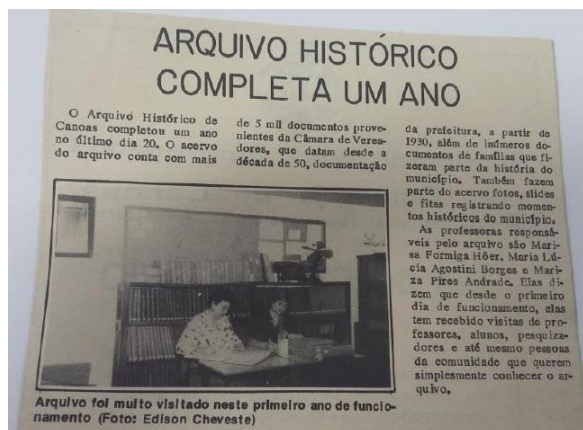 ARQUIVO HISTÓRICO
COMPLETA UM ANO
O Arquivo Histórico de
Canoas completou um ano
no último dia 20. O acervo
do arquivo conta com mais
de 5 mil documentos prove-
nientes da Câmara de Verea-
dores, que datam desde a
década de 50, documentação
da prefeitura, a partir de
1930, além de inúmeros do-
cumentos de famílias que fi-
zeram parte da história do
município. Também fazem
parte do acervo fotos, slides
e fitas registrando momen-
tos históricos do município.
As professoras responsá-
veis pelo arquivo são Mari-
sa Formiga Höer, Maria Lú-
cia Agostini Borges e Mari-
za Pires Andrade. Elas di-
zem que desde o primeiro
dia de funcionamento, elas
tem recebido visitas de pro-
fessores, alunos, pesquiza-
dores e até mesmo pessoas
da comunidade que querem
simplesmente conhecer o ar-
quivo.
Arquivo foi muito visitado neste primeiro ano de funcio-
namento (Foto: Edison Cheveste)